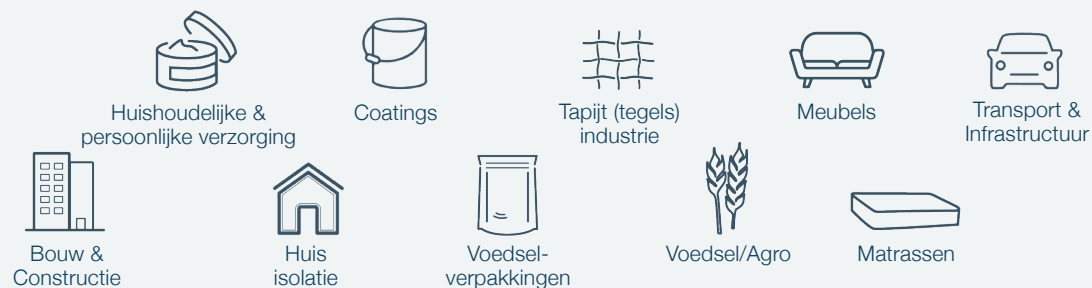 Huishoudelijke &
persoonlijke verzorging
Coatings
Tapijt (tegels)
industrie
Meubels
Transport &
Infrastructuur
Bouw &
Constructie
Huis
isolatie
Voedsel-
verpakkingen
Voedsel/Agro
Matrassen